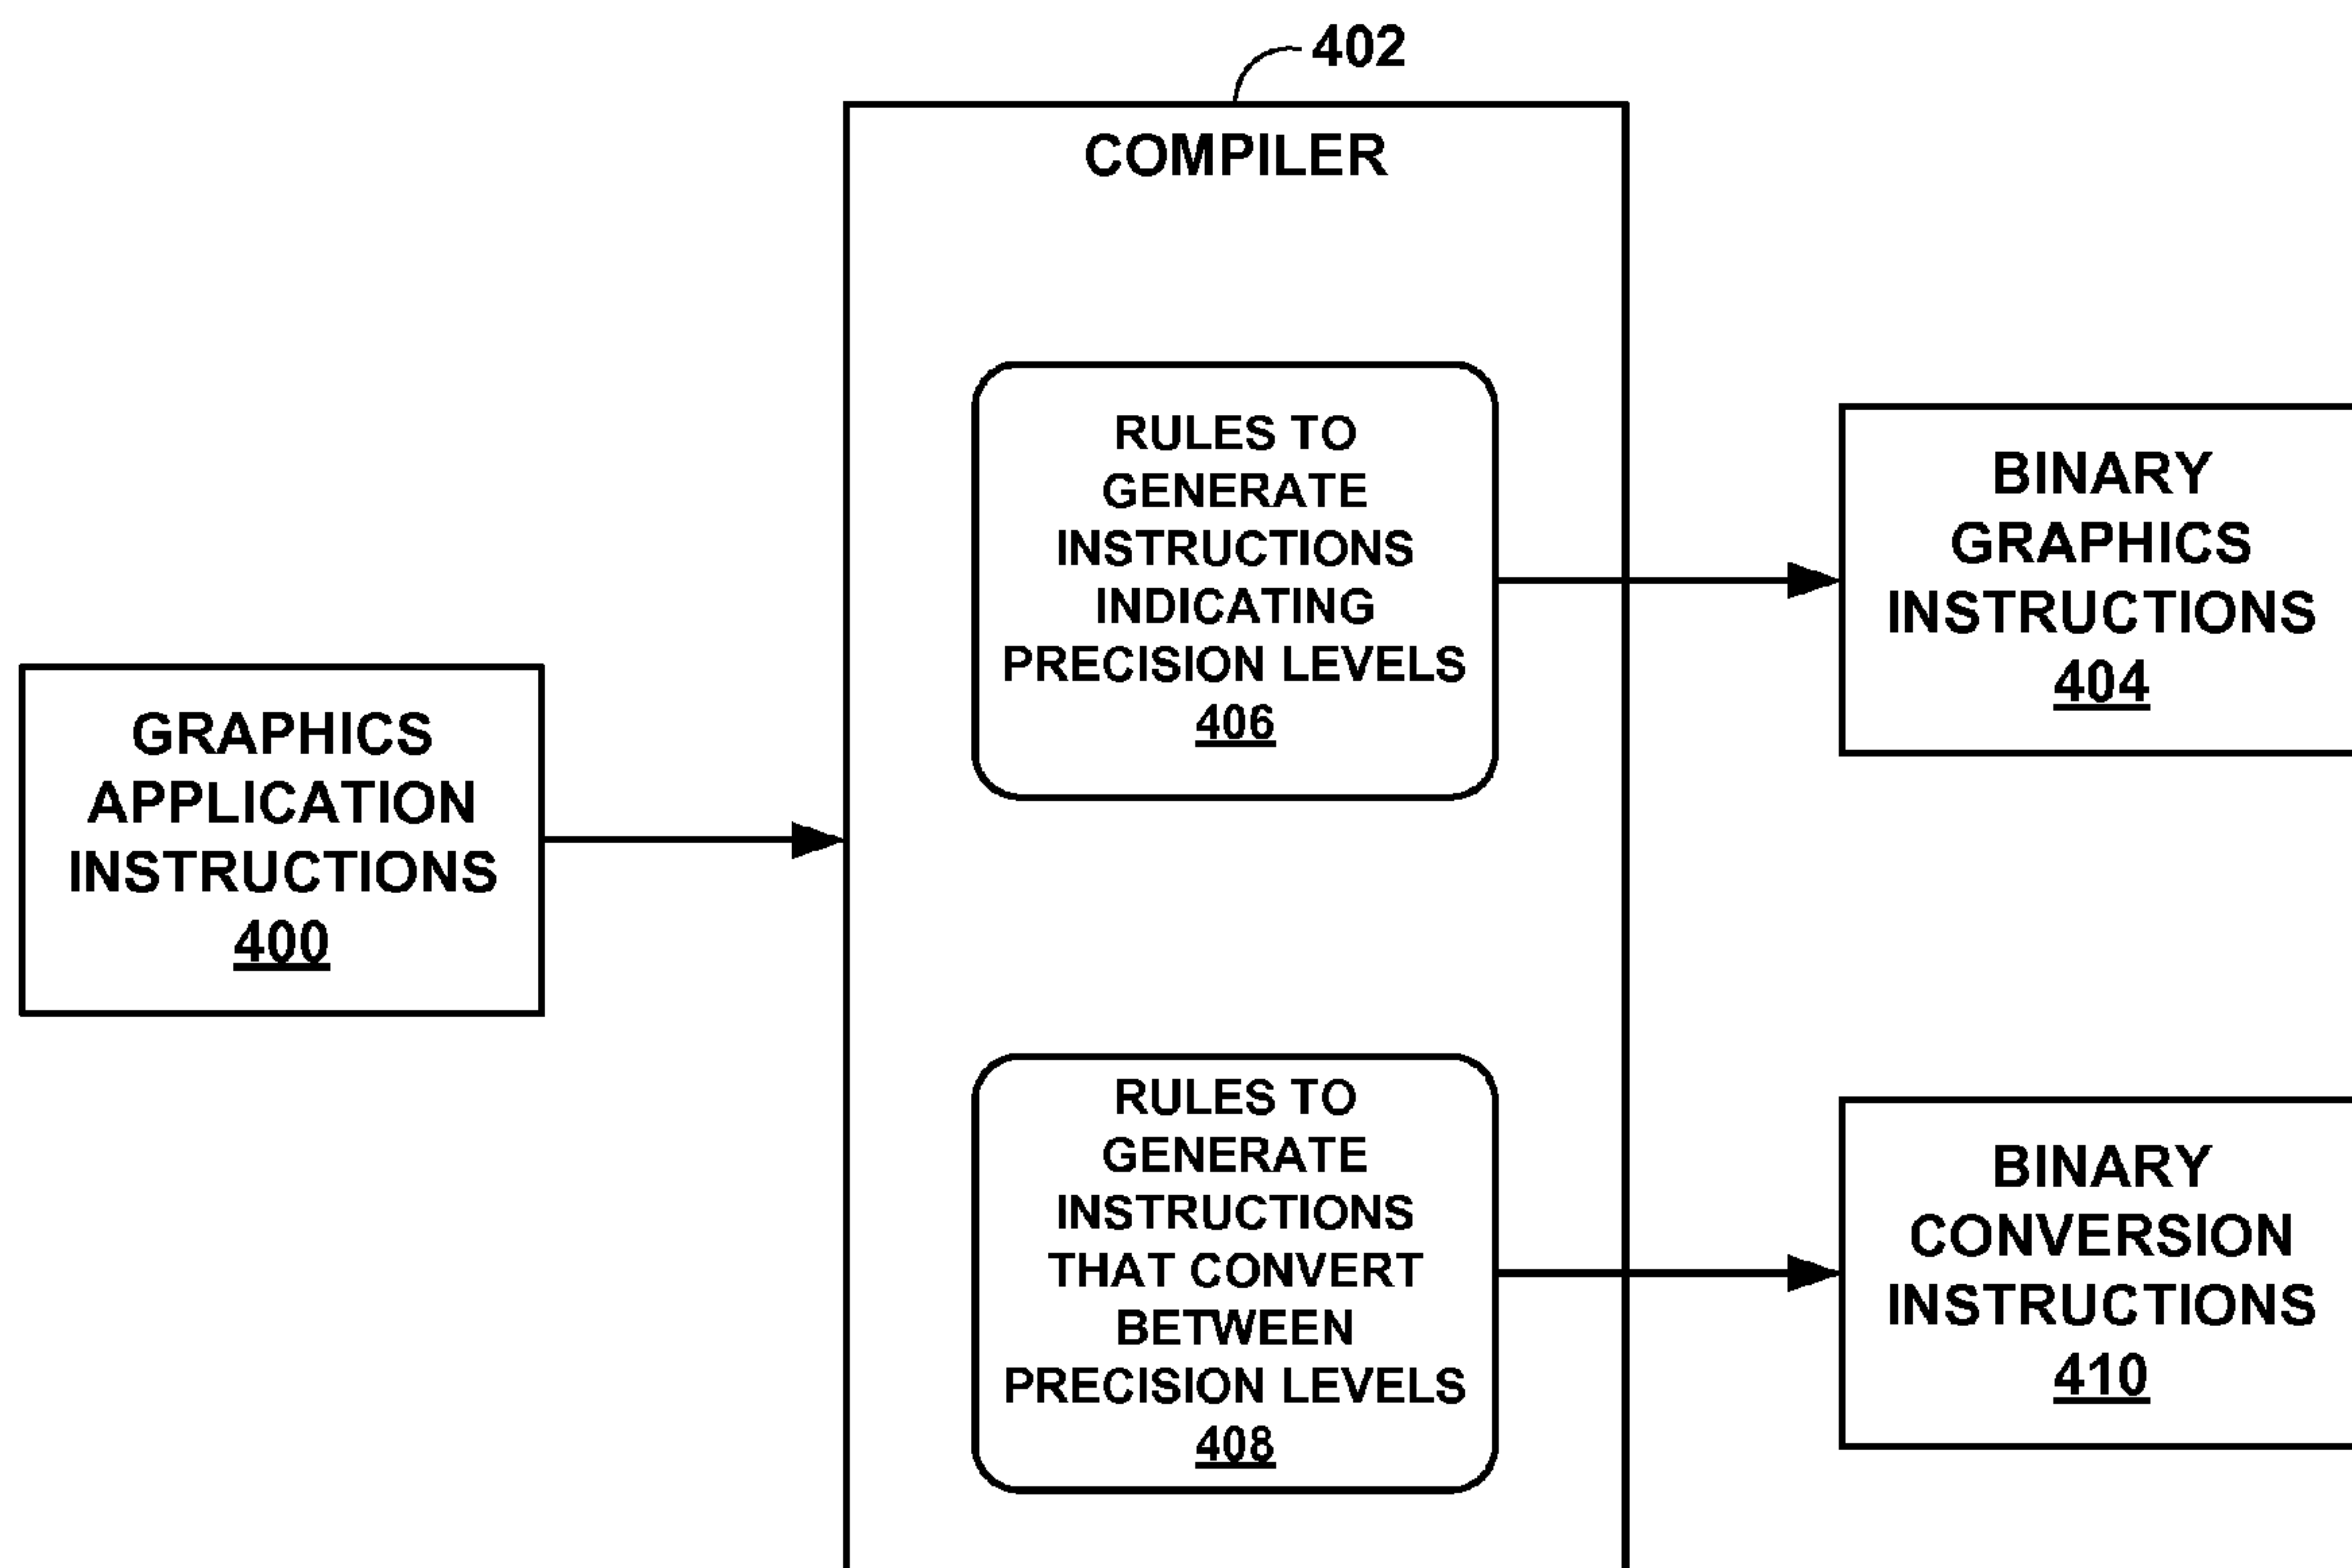 402
COMPILER
RULES TO
GENERATE
INSTRUCTIONS
INDICATING
PRECISION LEVELS
406
BINARY
GRAPHICS
INSTRUCTIONS
404
GRAPHICS
APPLICATION
INSTRUCTIONS
400
RULES TO
GENERATE
INSTRUCTIONS
THAT CONVERT
BETWEEN
PRECISION LEVELS
408
BINARY
CONVERSION
INSTRUCTIONS
410